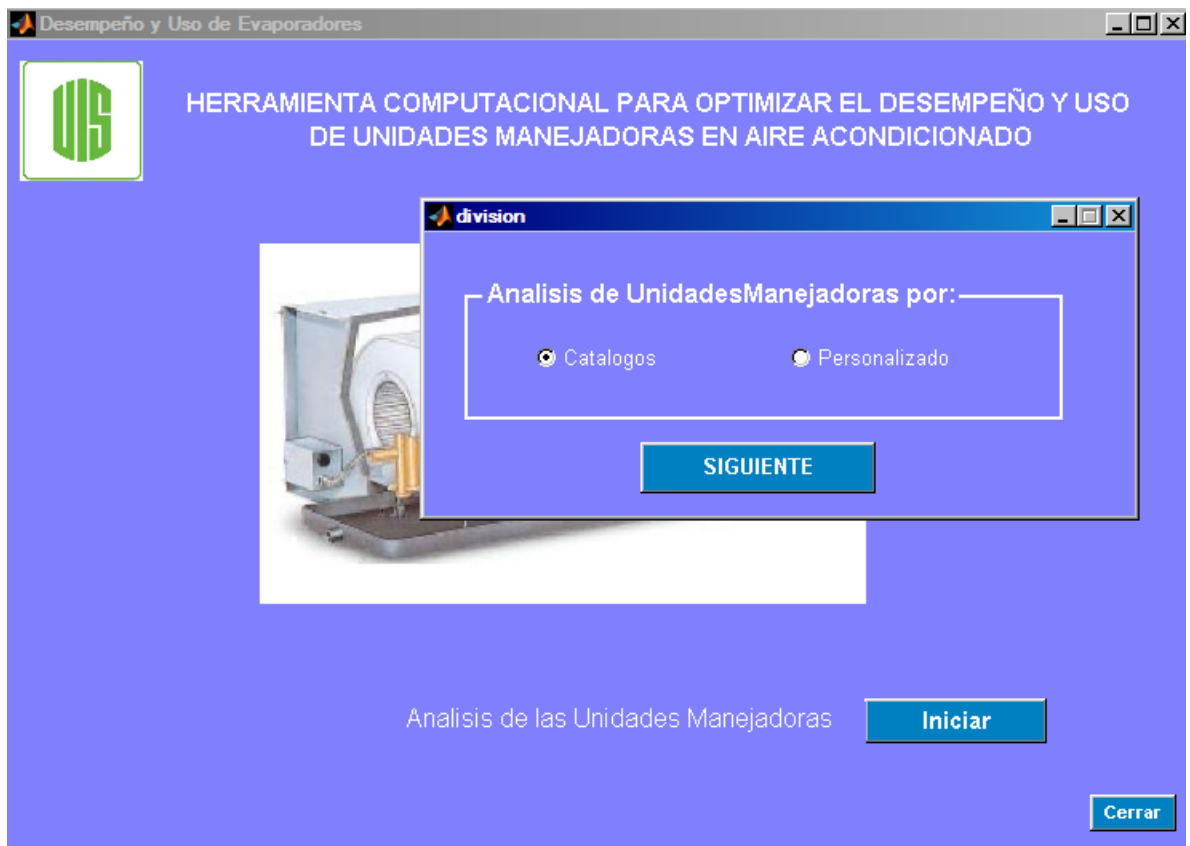 Desempeño y Uso de Evaporadores
UIS
HERRAMIENTA COMPUTACIONAL PARA OPTIMIZAR EL DESEMPEÑO Y USO
DE UNIDADES MANEJADORAS EN AIRE ACONDICIONADO
division
Analisis de UnidadesManejadoras por:
Catalogos
Personalizado
SIGUIENTE
Analisis de las Unidades Manejadoras
Iniciar
Cerrar